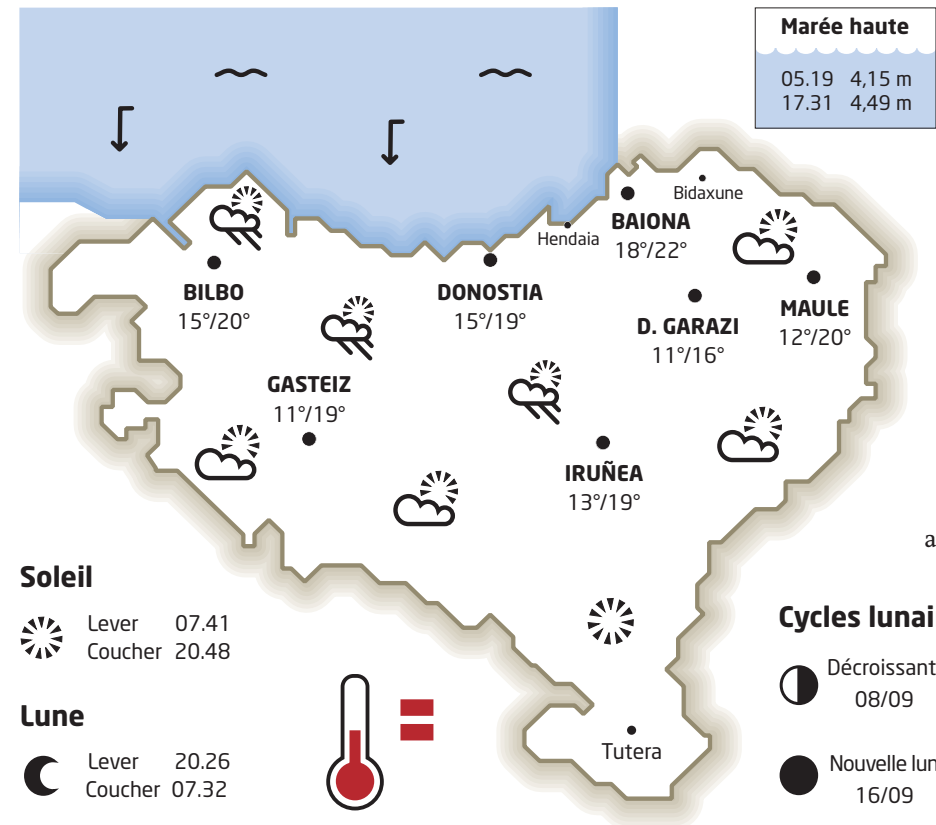 Marée haute
05.19 4,15 m
17.31 4,49 m
Bidaxune
Hendaia
BAIONA
18°/22°
BILBO
15°/20°
DONOSTIA
15°/19°
D. GARAZI
11°/16°
MAULE
12°/20°
GASTEIZ
11°/19°
IRUÑEA
13°/19°
a
Soleil
Lever 07.41
Coucher 20.48
Lune
Lever 20.26
Coucher 07.32
Tutera
Cycles lunai
Décroissant
08/09
Nouvelle lun
16/09